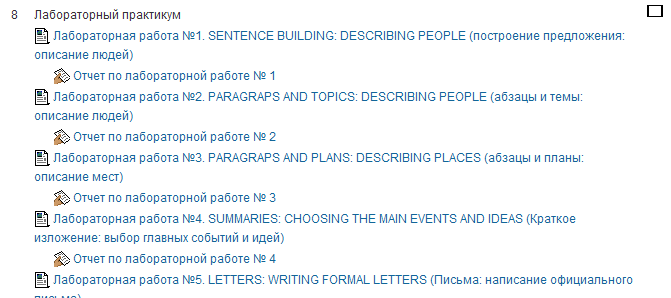 8 Лабораторный практикум
Лабораторная работа №1. SENTENCE BUILDING: DESCRIBING PEOPLE (построение предложения:
описание людей)
Отчет по лабораторной работе № 1
Лабораторная работа №2. PARAGRAPS AND TOPICS: DESCRIBING PEOPLE (абзацы и темы:
описание людей)
Отчет по лабораторной работе № 2
Лабораторная работа №3. PARAGRAPS AND PLANS: DESCRIBING PLACES (абзацы и планы:
описание мест)
Отчет по лабораторной работе № 3
Лабораторная работа №4. SUMMARIES: CHOOSING THE MAIN EVENTS AND IDEAS (Краткое
изложение: выбор главных событий и идей)
Отчет по лабораторной работе № 4
Лабораторная работа №5. LETTERS: WRITING FORMAL LETTERS (Письма: написание официального
письма)